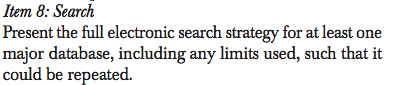 Item 8: Search
Present the full electronic search strategy for at least one
major database, including any limits used, such that it
could be repeated.